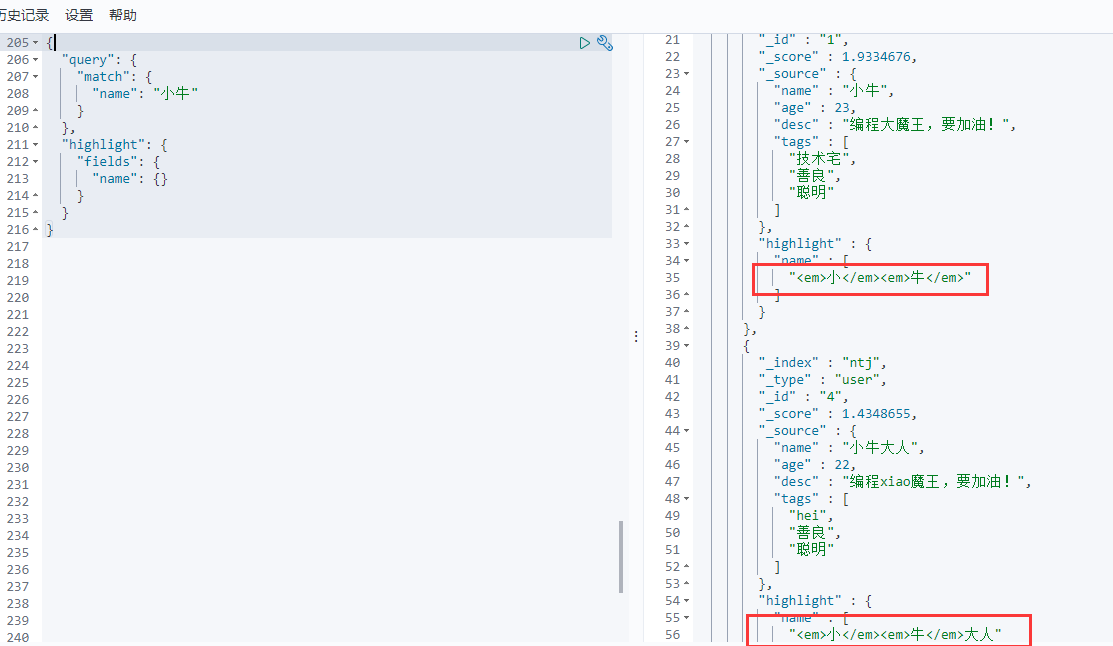 历史记录 设置 帮助
205 {
206 "query": {
207 "match": {
208 "name": "小牛"
209 }
210 },
211 "highlight": {
212 "fields": {
213 "name": {}
214 }
215 }
216 }
217
218
219
220
221
222
223
224
225
226
227
228
229
230
231
232
233
234
235
236
237
238
239
240
21 "_id" : "1",
22 "_score" : 1.9334676,
23 "_source" : {
24 "name" : "小牛",
25 "age" : 23,
26 "desc" : "编程大魔王，要加油！",
27 "tags" : [
28 "技术宅",
29 "善良",
30 "聪明"
31 ]
32 },
33 "highlight" : {
34 "name" : [
35 "<em>小</em><em>牛</em>"
36 ]
37 }
38 },
39 {
40 "_index" : "ntj",
41 "_type" : "user",
42 "_id" : "4",
43 "_score" : 1.4348655,
44 "_source" : {
45 "name" : "小牛大人",
46 "age" : 22,
47 "desc" : "编程xiao魔王，要加油！",
48 "tags" : [
49 "hei",
50 "善良",
51 "聪明"
52 ]
53 },
54 "highlight" : {
55 "name" : [
56 "<em>小</em><em>牛</em>大人"